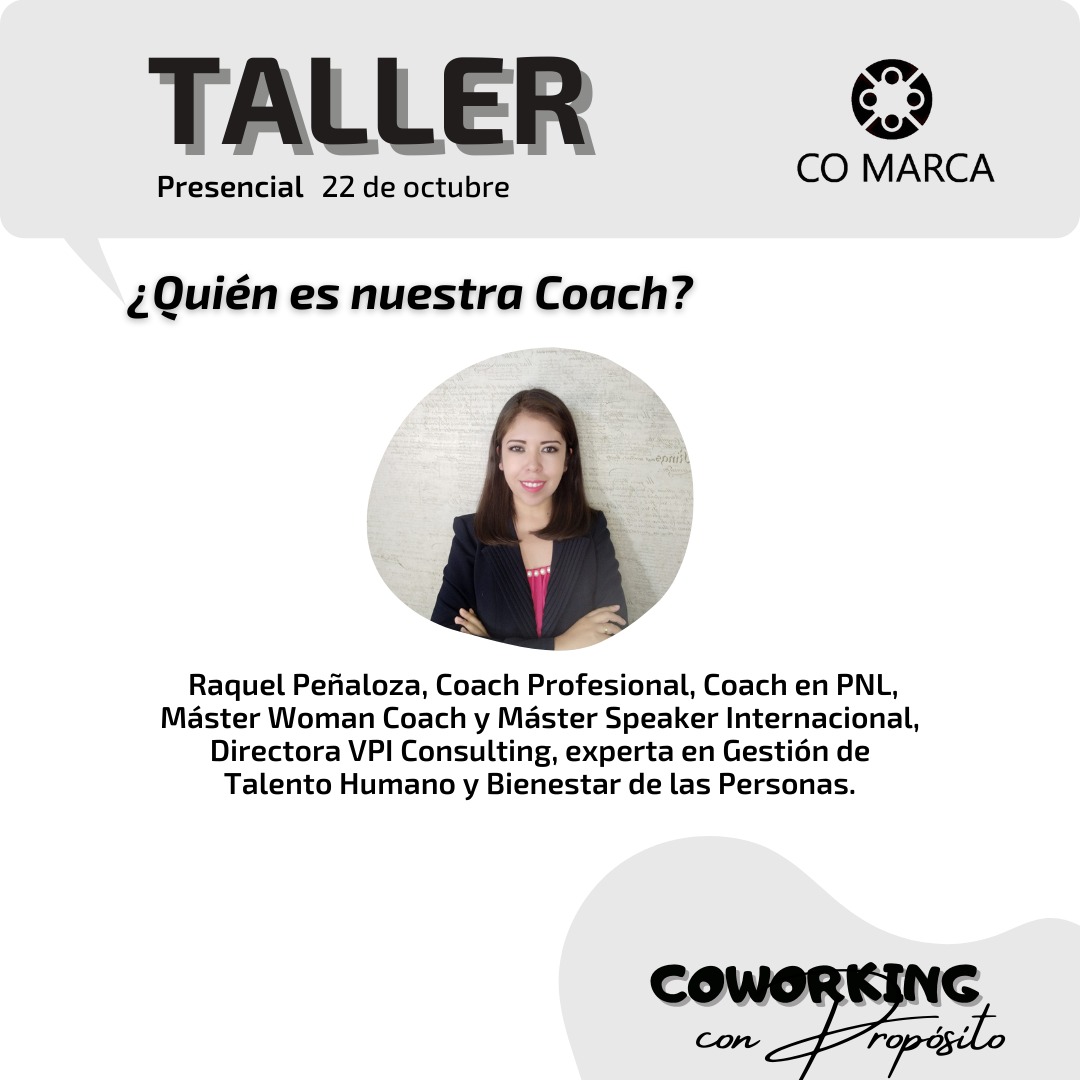 TALLER
Presencial 22 de octubre
CO MARCA
¿Quién es nuestra Coach?
Raquel Peñaloza, Coach Profesional, Coach en PNL,
Máster Woman Coach y Máster Speaker Internacional,
Directora VPI Consulting, experta en Gestión de
Talento Humano y Bienestar de las Personas.
COWORKING
con Propósito